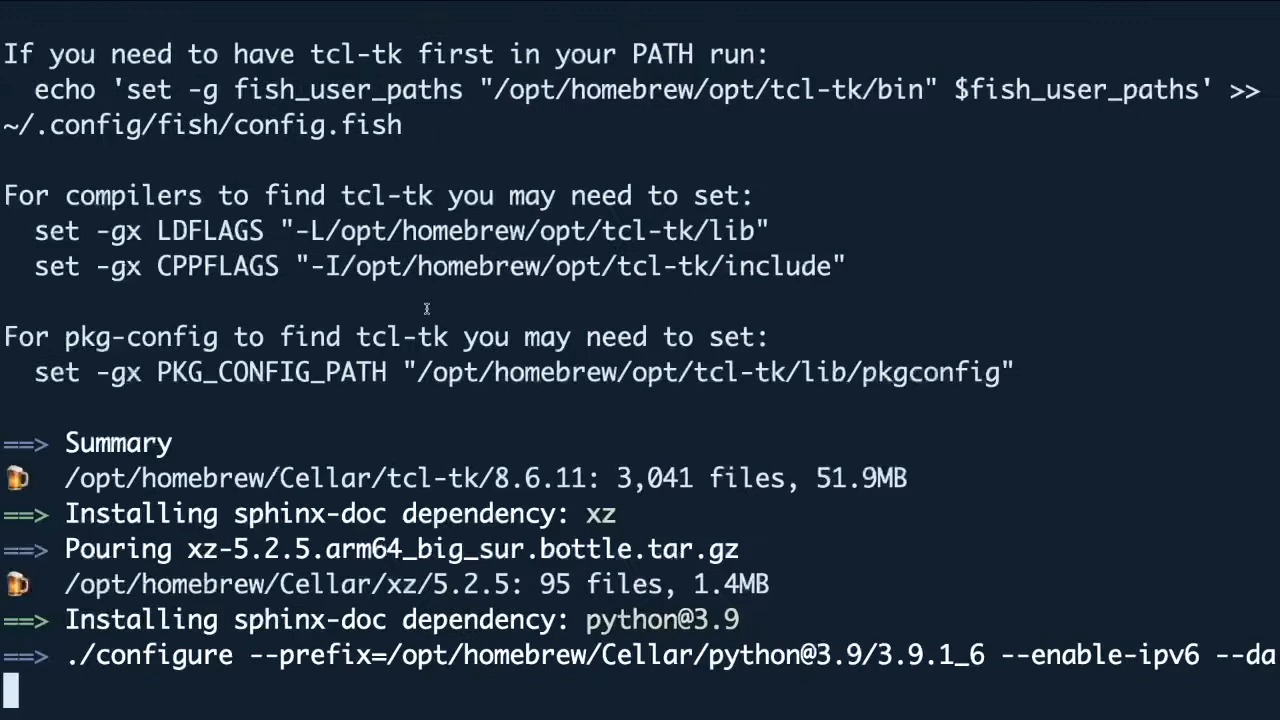 If you need to have tcl-tk first in your PATH run:
  echo 'set -g fish_user_paths "/opt/homebrew/opt/tcl-tk/bin" $fish_user_paths' >>
~/.config/fish/config.fish
For compilers to find tcl-tk you may need to set:
  set -gx LDFLAGS "-L/opt/homebrew/opt/tcl-tk/lib"
  set -gx CPPFLAGS "-I/opt/homebrew/opt/tcl-tk/include"
For pkg-config to find tcl-tk you may need to set:
  set -gx PKG_CONFIG_PATH "/opt/homebrew/opt/tcl-tk/lib/pkgconfig"
==> Summary
🍺  /opt/homebrew/Cellar/tcl-tk/8.6.11: 3,041 files, 51.9MB
==> Installing sphinx-doc dependency: xz
==> Pouring xz-5.2.5.arm64_big_sur.bottle.tar.gz
🍺  /opt/homebrew/Cellar/xz/5.2.5: 95 files, 1.4MB
==> Installing sphinx-doc dependency: python@3.9
==> ./configure --prefix=/opt/homebrew/Cellar/python@3.9/3.9.1_6 --enable-ipv6 --da